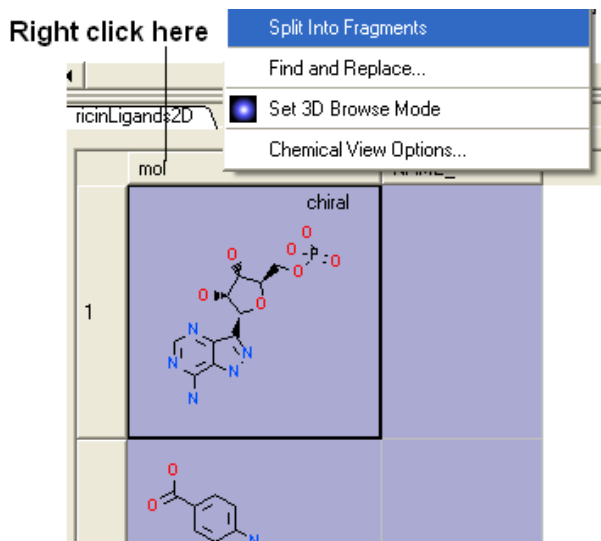 Right click here
Split Into Fragments
Find and Replace...
Set 3D Browse Mode
Chemical View Options...
ricinLigands2D
mol
NAME_
chiral
1
O
O
P
O
O
O
O
O
N
N
N
N
N
N
O
O
N